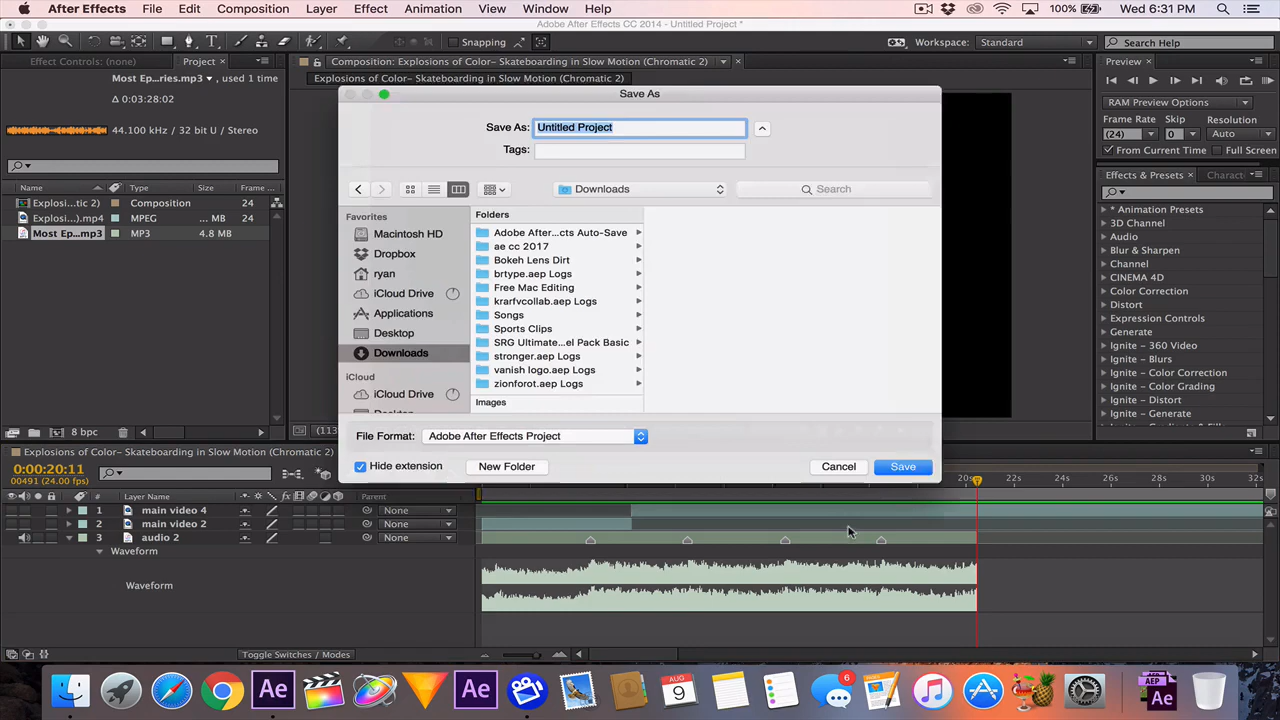 After Effects File Edit Composition Layer Effect Animation View Window Help Wed 6:31 PM
Adobe After Effects CC 2014 - Untitled Project *
Snapping Workspace: Standard Search Help
Effect Controls: (none) Project Composition: Explosions of Color- Skateboarding in Slow Motion (Chromatic 2) Preview
Most Ep...ries.mp3 , used 1 time Explosions of Color- Skateboarding in Slow Motion (Chromatic 2)
Δ 0:03:28:02
44.100 kHz / 32 bit U / Stereo
Name Type Size Frame...
Explosi...tic 2) Composition 24
Explosi...).mp4 MPEG ... MB 24
Most Ep...mp3 MP3 4.8 MB
8 bpc
Save As
Save As: Untitled Project
Tags:
Downloads Search
Favorites
Macintosh HD
Dropbox
ryan
iCloud Drive
Applications
Desktop
Downloads
iCloud
iCloud Drive
Desktop
Folders
Adobe After...cts Auto-Save
ae cc 2017
Bokeh Lens Dirt
brtype.aep Logs
Free Mac Editing
krarfvcollab.aep Logs
Songs
Sports Clips
SRG Ultimate...el Pack Basic
stronger.aep Logs
vanish logo.aep Logs
zionforot.aep Logs
Images
File Format: Adobe After Effects Project
Hide extension New Folder Cancel Save
RAM Preview Options
Frame Rate Skip Resolution
(24) 0 Auto
From Current Time Full Screen
Effects & Presets Charact
* Animation Presets
3D Channel
Audio
Blur & Sharpen
Channel
CINEMA 4D
Color Correction
Distort
Expression Controls
Generate
Ignite - 360 Video
Ignite - Blurs
Ignite - Color Correction
Ignite - Color Grading
Ignite - Distort
Ignite - Generate
Explosions of Color- Skateboarding in Slow Motion (Chromatic 2)
0:00:20:11
00491 (24.00 fps)
20s 22s 24s 26s 28s 30s 32s
# Layer Name Parent
1 main video 4 None
2 main video 2 None
3 audio 2 None
Waveform
Waveform
Toggle Switches / Modes
6
AUG
9
Ae Ae AEP Ae